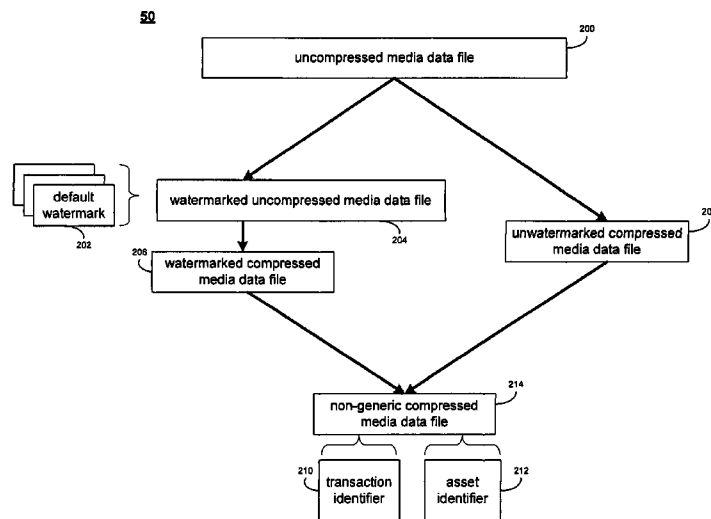 50
200
uncompressed media data file
default
watermark
202
watermarked uncompressed media data file
204
206
watermarked compressed
media data file
unwatermarked compressed
media data file
214
non-generic compressed
media data file
210
transaction
identifier
asset
identifier
212